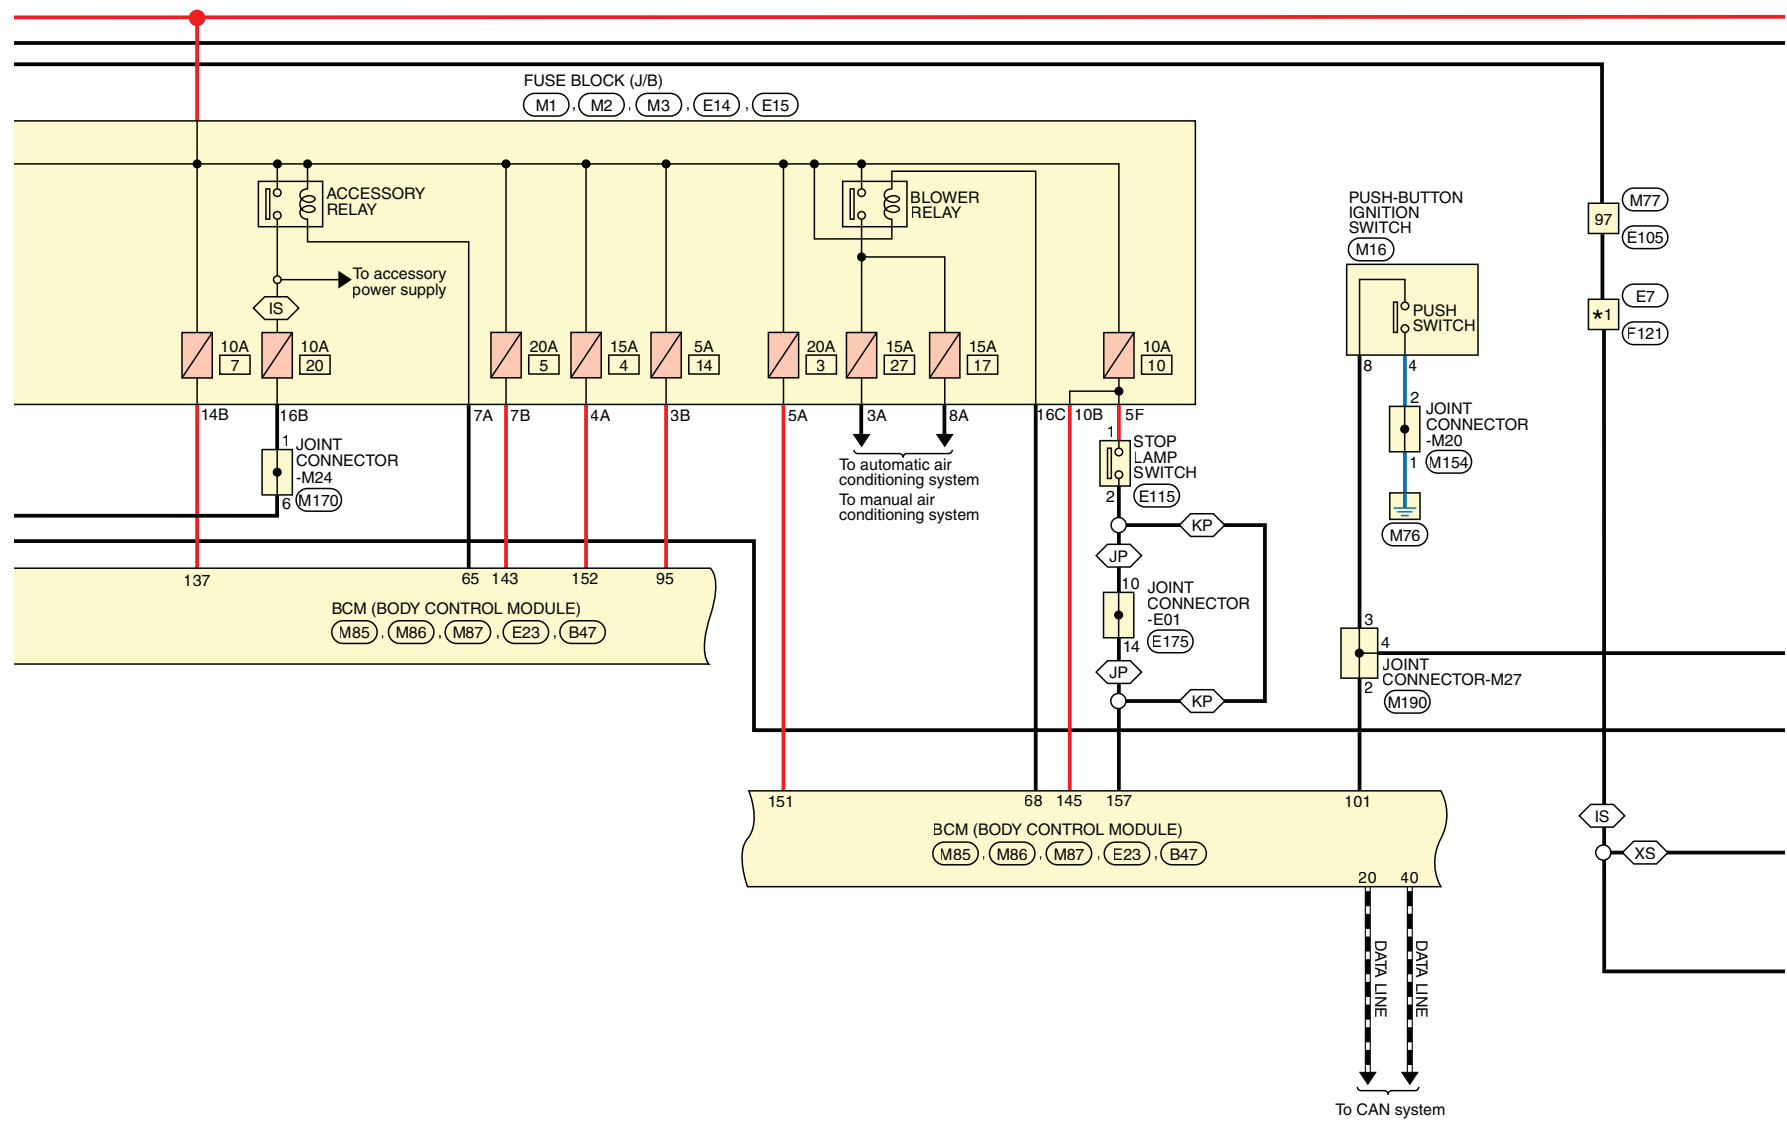 FUSE BLOCK (J/B)
M1 , M2 , M3 , E14 , E15
ACCESSORY
RELAY
To accessory
power supply
IS
BLOWER
RELAY
10A
7
10A
20
20A
5
15A
4
5A
14
20A
3
15A
27
15A
17
10A
10
14B
16B
7A
7B
4A
3B
5A
3A
8A
16C
10B
5F
1
JOINT
CONNECTOR
-M24
6
M170
To automatic air
conditioning system
To manual air
conditioning system
1
STOP
LAMP
SWITCH
2
E115
KP
JP
10
JOINT
CONNECTOR
-E01
14
E175
JP
KP
PUSH-BUTTON
IGNITION
SWITCH
M16
PUSH
SWITCH
8
4
2
JOINT
CONNECTOR
-M20
1
M154
M76
3
4
JOINT
CONNECTOR-M27
2
M190
M77
97
E105
E7
*1
F121
IS
XS
137
65
143
152
95
BCM (BODY CONTROL MODULE)
M85 , M86 , M87 , E23 , B47
151
68
145
157
101
BCM (BODY CONTROL MODULE)
M85 , M86 , M87 , E23 , B47
20
40
DATA LINE
DATA LINE
To CAN system